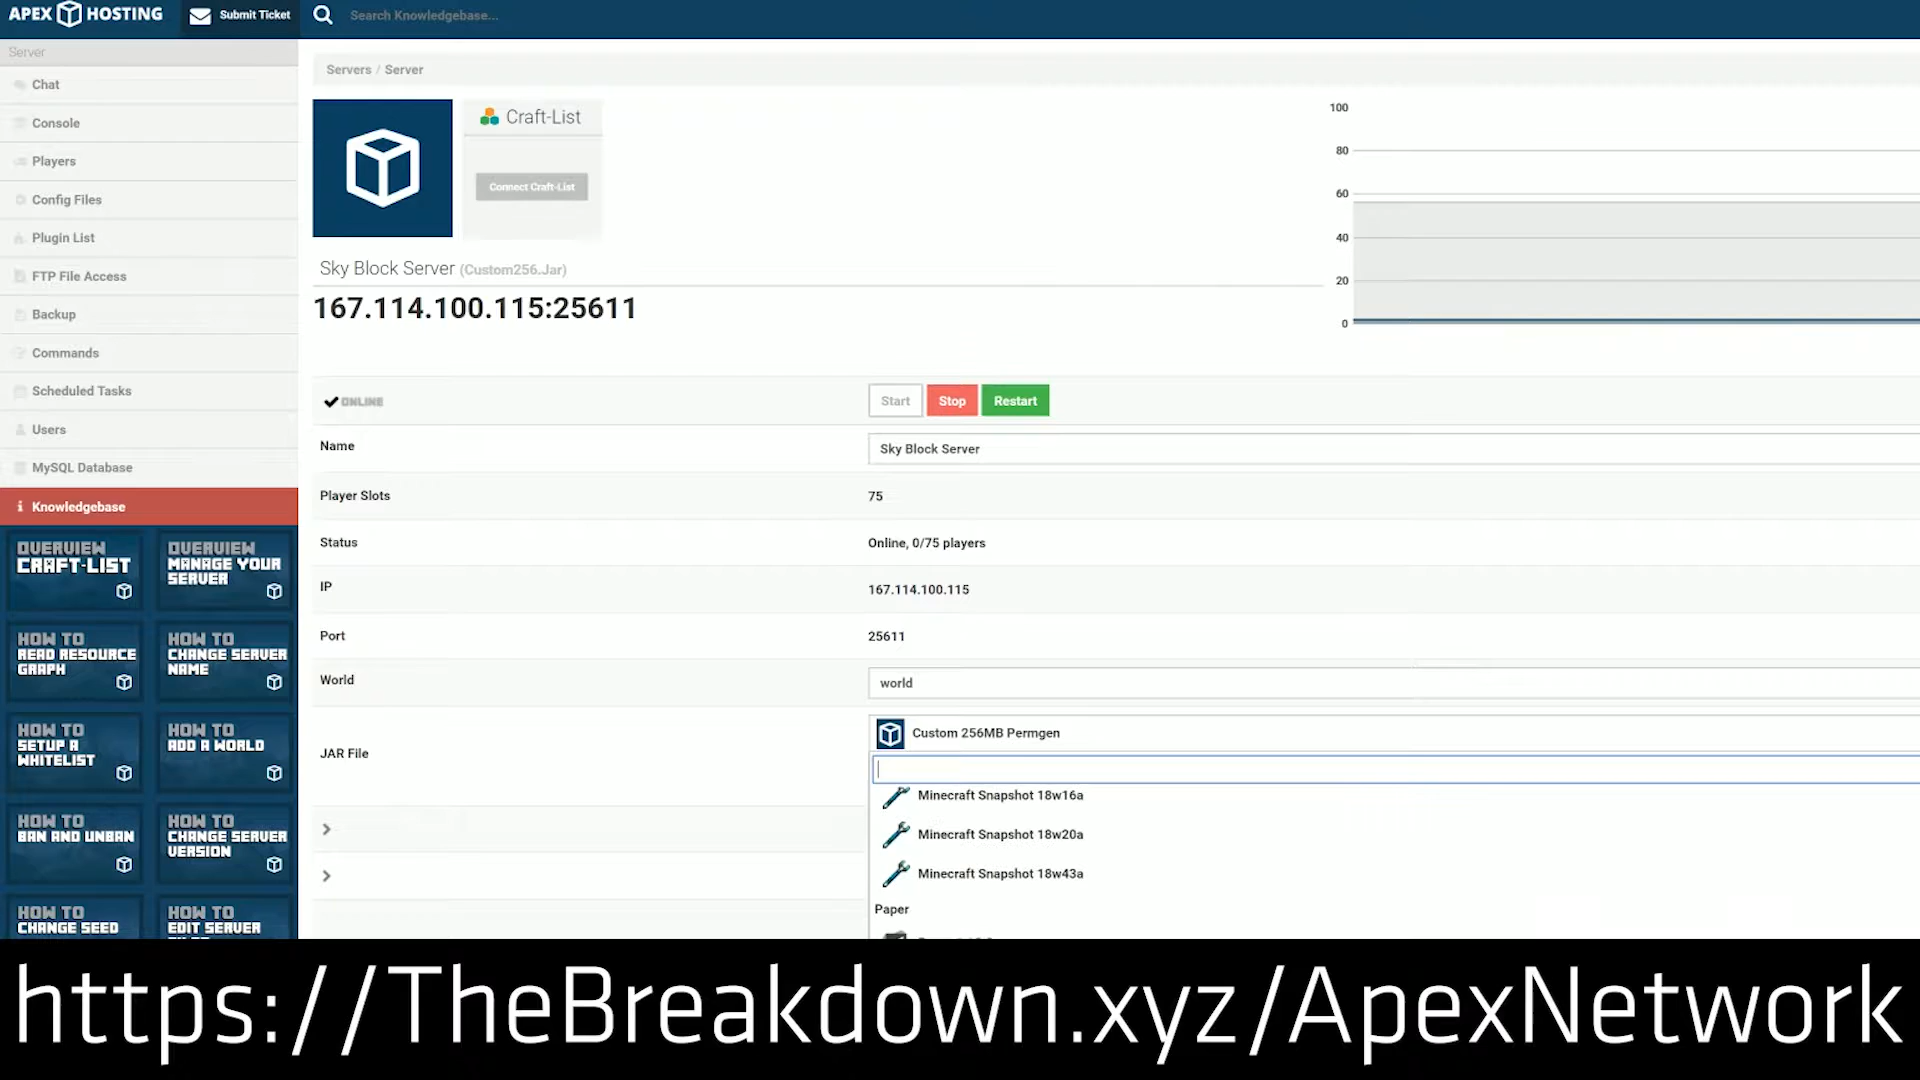 APEX HOSTING
Submit Ticket
Search Knowledgebase...
Server
Chat
Console
Players
Config Files
Plugin List
FTP File Access
Backup
Commands
Scheduled Tasks
Users
MySQL Database
Knowledgebase
OVERVIEW
CRAFT-LIST
OVERVIEW
MANAGE YOUR
SERVER
HOW TO
READ RESOURCE
GRAPH
HOW TO
CHANGE SERVER
NAME
HOW TO
SETUP A
WHITELIST
HOW TO
ADD A WORLD
HOW TO
BAN AND UNBAN
HOW TO
CHANGE SERVER
VERSION
HOW TO
CHANGE SEED
HOW TO
EDIT SERVER
Servers / Server
Craft-List
Connect Craft-List
Sky Block Server (Custom256.Jar)
167.114.100.115:25611
100
80
60
40
20
0
ONLINE
Start
Stop
Restart
Name
Sky Block Server
Player Slots
75
Status
Online, 0/75 players
IP
167.114.100.115
Port
25611
World
world
JAR File
Custom 256MB Permgen
Minecraft Snapshot 18w16a
Minecraft Snapshot 18w20a
Minecraft Snapshot 18w43a
Paper
https://TheBreakdown.xyz/ApexNetwork